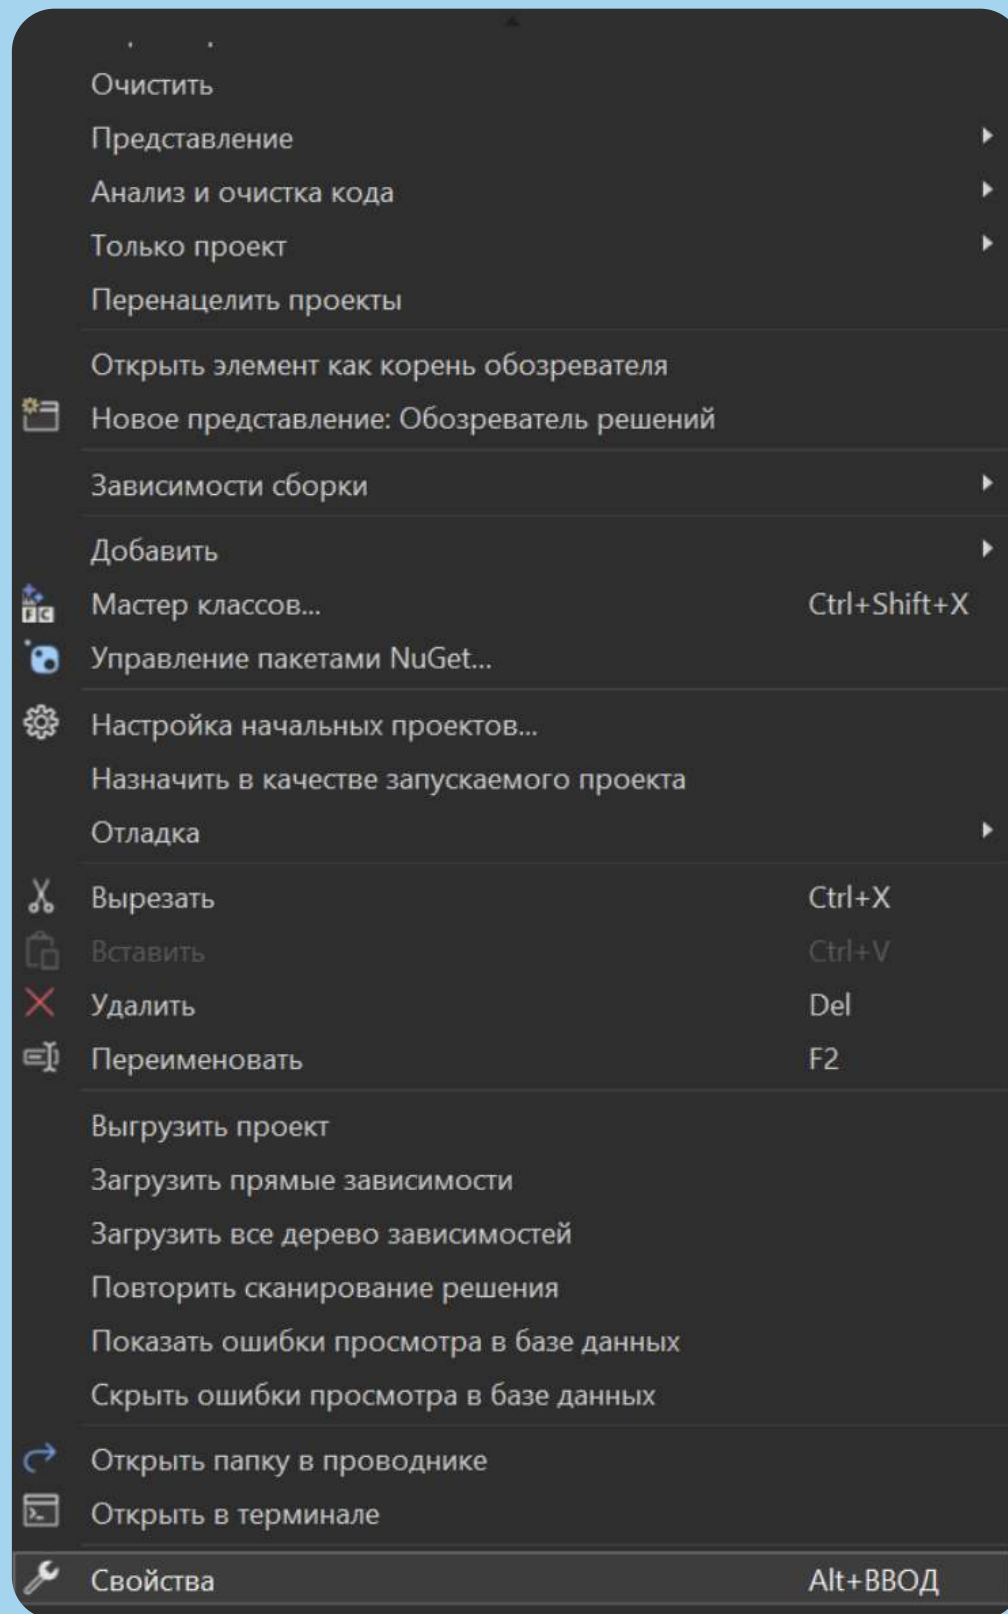 Очистить
Представление
Анализ и очистка кода
Только проект
Перенацелить проекты
Открыть элемент как корень обозревателя
Новое представление: Обозреватель решений
Зависимости сборки
Добавить
Мастер классов... Ctrl+Shift+X
Управление пакетами NuGet...
Настройка начальных проектов...
Назначить в качестве запускаемого проекта
Отладка
Вырезать Ctrl+X
Вставить Ctrl+V
Удалить Del
Переименовать F2
Выгрузить проект
Загрузить прямые зависимости
Загрузить все дерево зависимостей
Повторить сканирование решения
Показать ошибки просмотра в базе данных
Скрыть ошибки просмотра в базе данных
Открыть папку в проводнике
Открыть в терминале
Свойства Alt+ВВОД